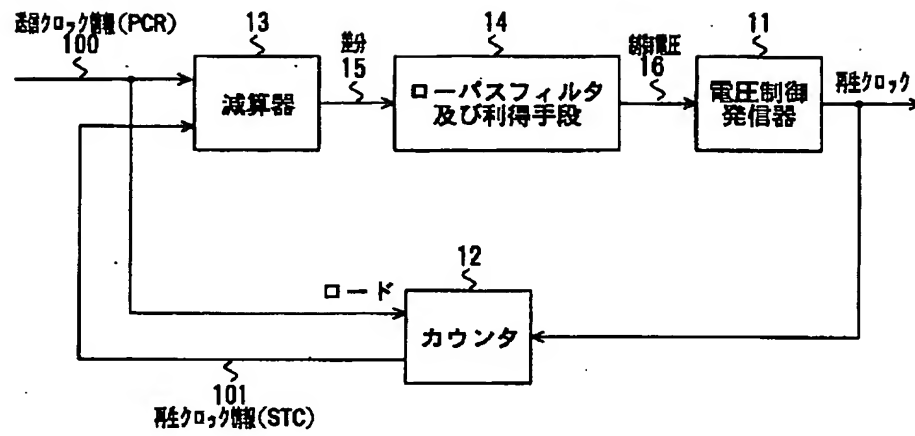 送信クロック情報(PCR)
100
13
減算器
差分
15
14
ローパスフィルタ
及び利得手段
制御電圧
16
11
電圧制御
発信器
再生クロック
ロード
12
カウンタ
101
再生クロック情報(STC)